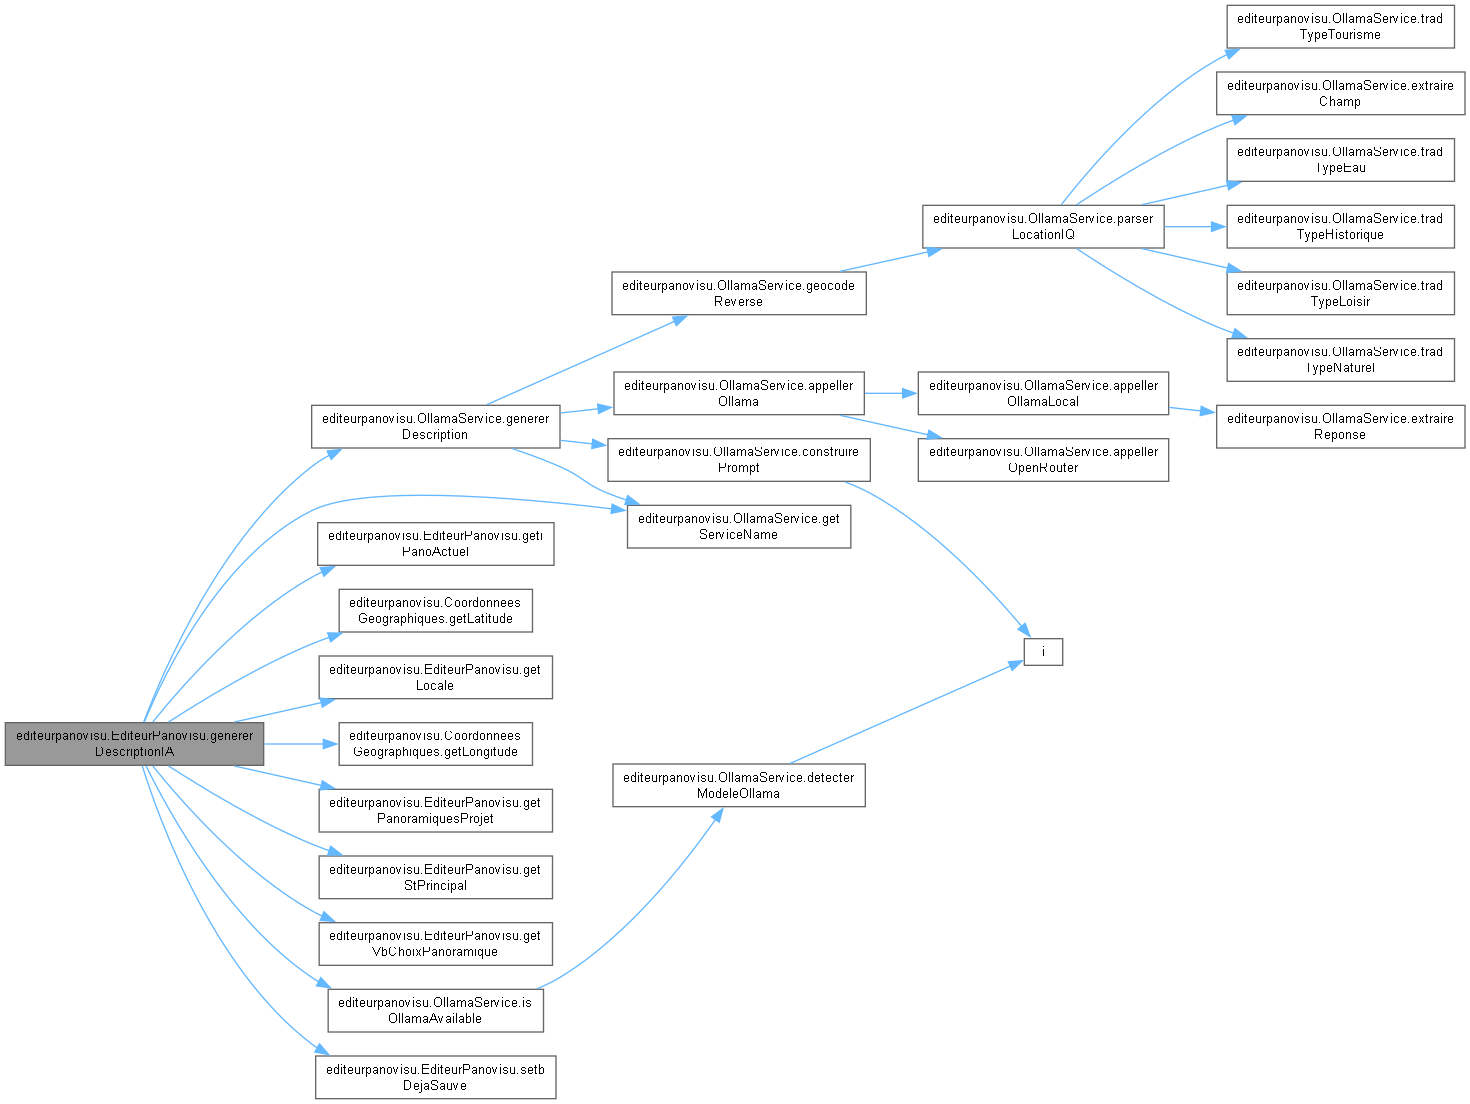 editeurpanovisu.OllamaService.trad
TypeTourisme
editeurpanovisu.OllamaService.extraire
Champ
editeurpanovisu.OllamaService.trad
TypeEau
editeurpanovisu.OllamaService.parser
LocationIQ
editeurpanovisu.OllamaService.trad
TypeHistorique
editeurpanovisu.OllamaService.geocode
Reverse
editeurpanovisu.OllamaService.trad
TypeLoisir
editeurpanovisu.OllamaService.trad
TypeNaturel
editeurpanovisu.OllamaService.appeller
Ollama
editeurpanovisu.OllamaService.appeller
OllamaLocal
editeurpanovisu.OllamaService.generer
Description
editeurpanovisu.OllamaService.extraire
Reponse
editeurpanovisu.OllamaService.construire
Prompt
editeurpanovisu.OllamaService.appeller
OpenRouter
editeurpanovisu.OllamaService.get
ServiceName
editeurpanovisu.EditeurPanovisu.geti
PanoActuel
editeurpanovisu.Coordonnees
Geographiques.getLatitude
i
editeurpanovisu.EditeurPanovisu.get
Locale
editeurpanovisu.EditeurPanovisu.generer
DescriptionIA
editeurpanovisu.Coordonnees
Geographiques.getLongitude
editeurpanovisu.OllamaService.detecter
ModeleOllama
editeurpanovisu.EditeurPanovisu.get
PanoramiquesProjet
editeurpanovisu.EditeurPanovisu.get
StPrincipal
editeurpanovisu.EditeurPanovisu.get
VbChoixPanoramique
editeurpanovisu.OllamaService.is
OllamaAvailable
editeurpanovisu.EditeurPanovisu.setb
DejaSauve